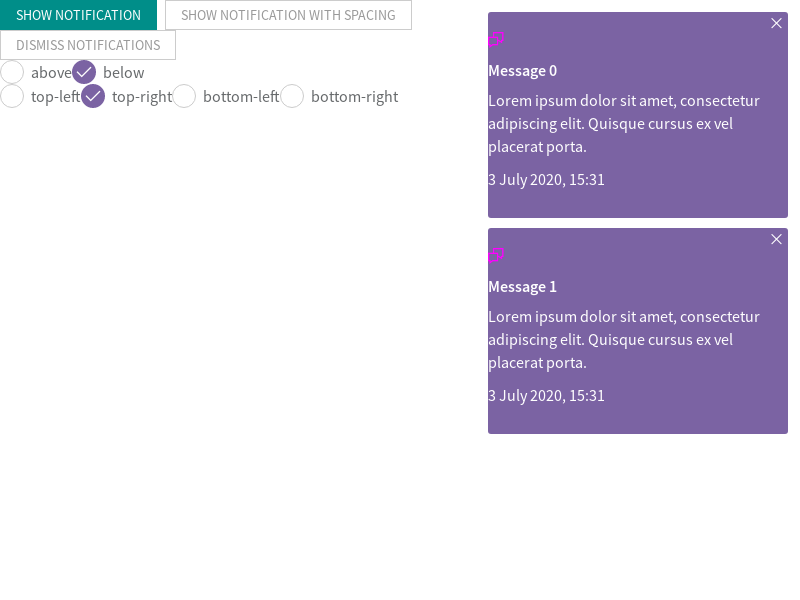 SHOW NOTIFICATION
SHOW NOTIFICATION WITH SPACING
DISMISS NOTIFICATIONS
above below
top-left top-right bottom-left bottom-right
Message 0
Lorem ipsum dolor sit amet, consectetur
adipiscing elit. Quisque cursus ex vel
placerat porta.
3 July 2020, 15:31
Message 1
Lorem ipsum dolor sit amet, consectetur
adipiscing elit. Quisque cursus ex vel
placerat porta.
3 July 2020, 15:31